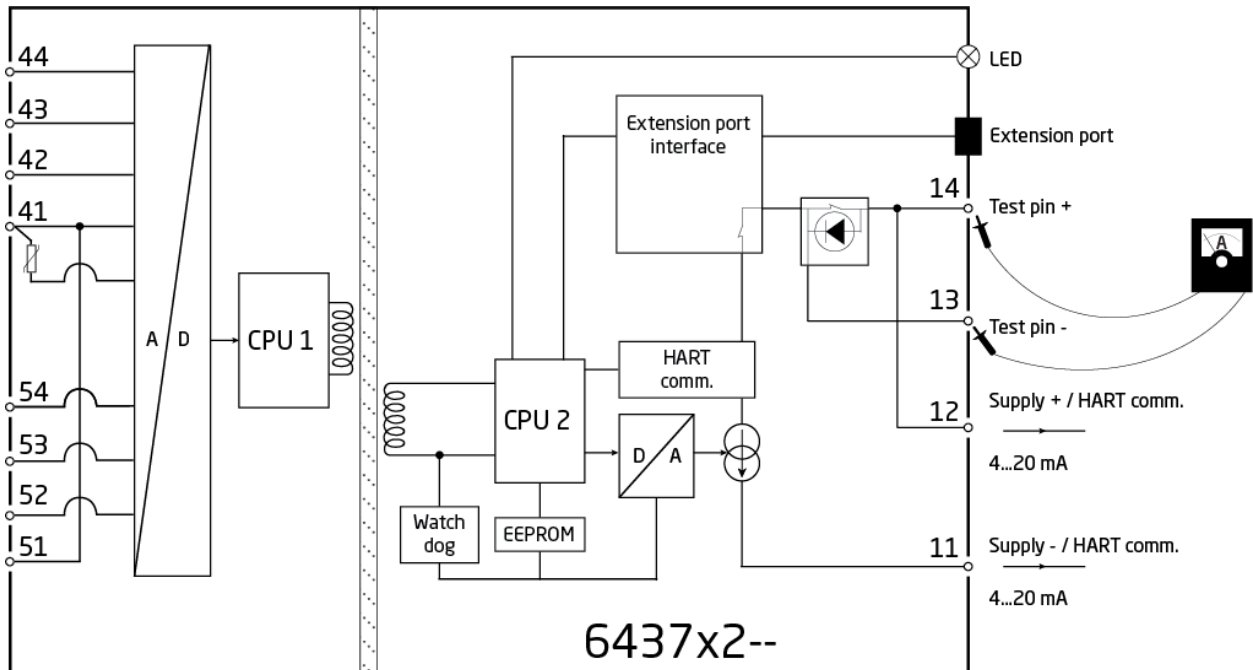 44
43
42
41
54
53
52
51
A D
CPU 1
LED
Extension port
interface
Extension port
14
Test pin +
A
13
Test pin -
HART
comm.
CPU 2
D A
12
Supply + / HART comm.
4...20 mA
Watch
dog
EEPROM
11
Supply - / HART comm.
4...20 mA
6437x2--